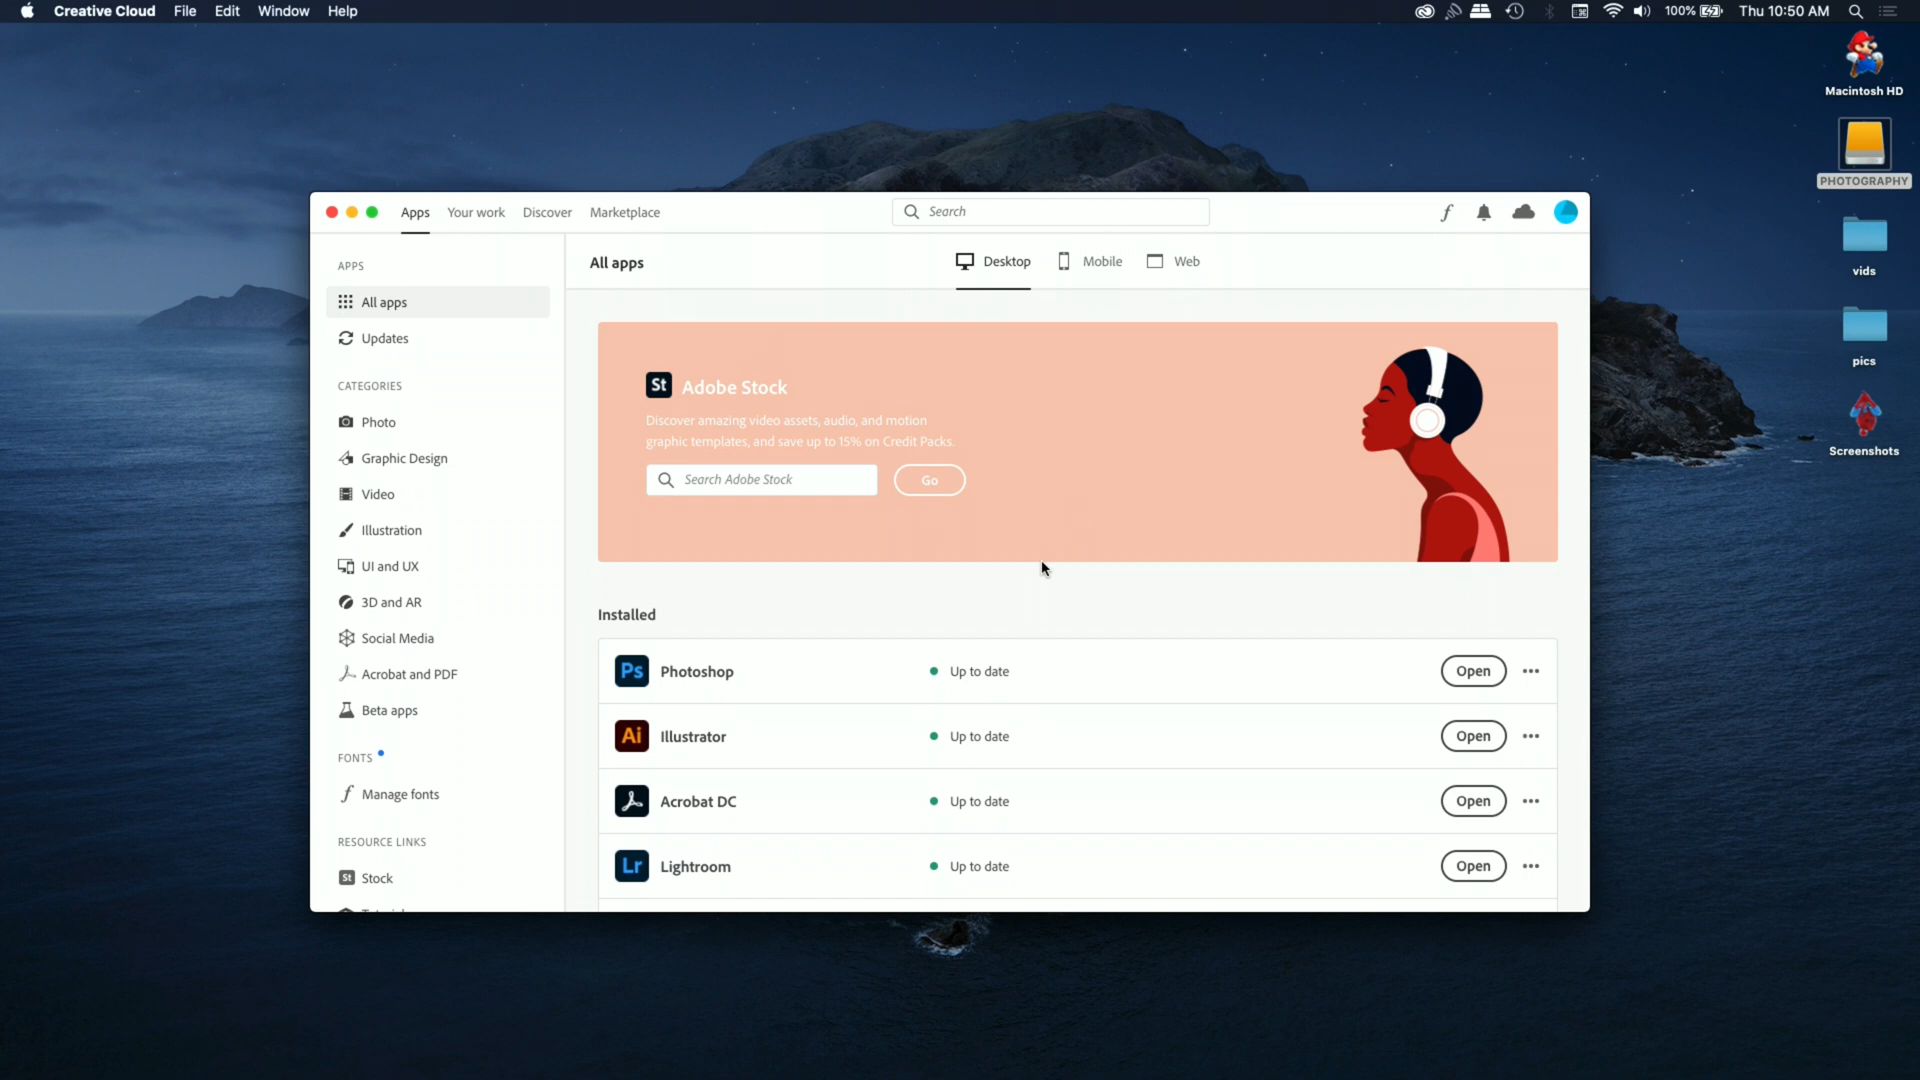 Creative Cloud File Edit Window Help
100% Thu 10:50 AM
Macintosh HD
PHOTOGRAPHY
vids
pics
Screenshots
Apps Your work Discover Marketplace
Search
APPS
All apps
Updates
CATEGORIES
Photo
Graphic Design
Video
Illustration
UI and UX
3D and AR
Social Media
Acrobat and PDF
Beta apps
FONTS
Manage fonts
RESOURCE LINKS
St Stock
All apps
Desktop Mobile Web
St Adobe Stock
Discover amazing video assets, audio, and motion
graphic templates, and save up to 15% on Credit Packs.
Search Adobe Stock Go
Installed
Ps Photoshop Up to date Open
Ai Illustrator Up to date Open
Acrobat DC Up to date Open
Lr Lightroom Up to date Open